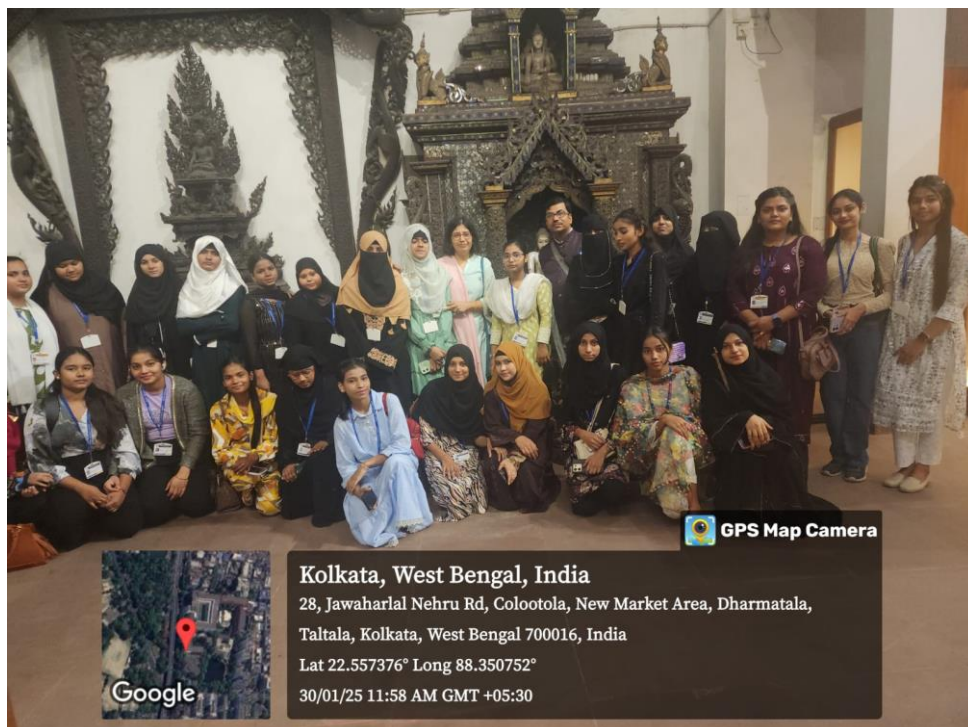 GPS Map Camera
Kolkata, West Bengal, India
28, Jawaharlal Nehru Rd, Colootola, New Market Area, Dharmatala,
Taltala, Kolkata, West Bengal 700016, India
Lat 22.557376° Long 88.350752°
30/01/25 11:58 AM GMT +05:30
Google